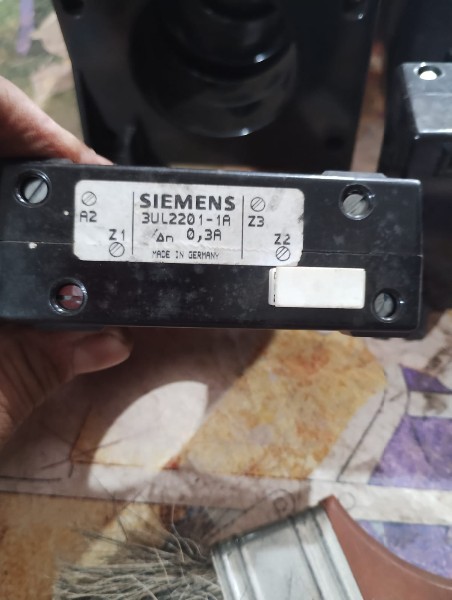 SIEMENS
3UL2201-1A
A2
Z1
IΔn 0,3A
Z3
Z2
MADE IN GERMANY